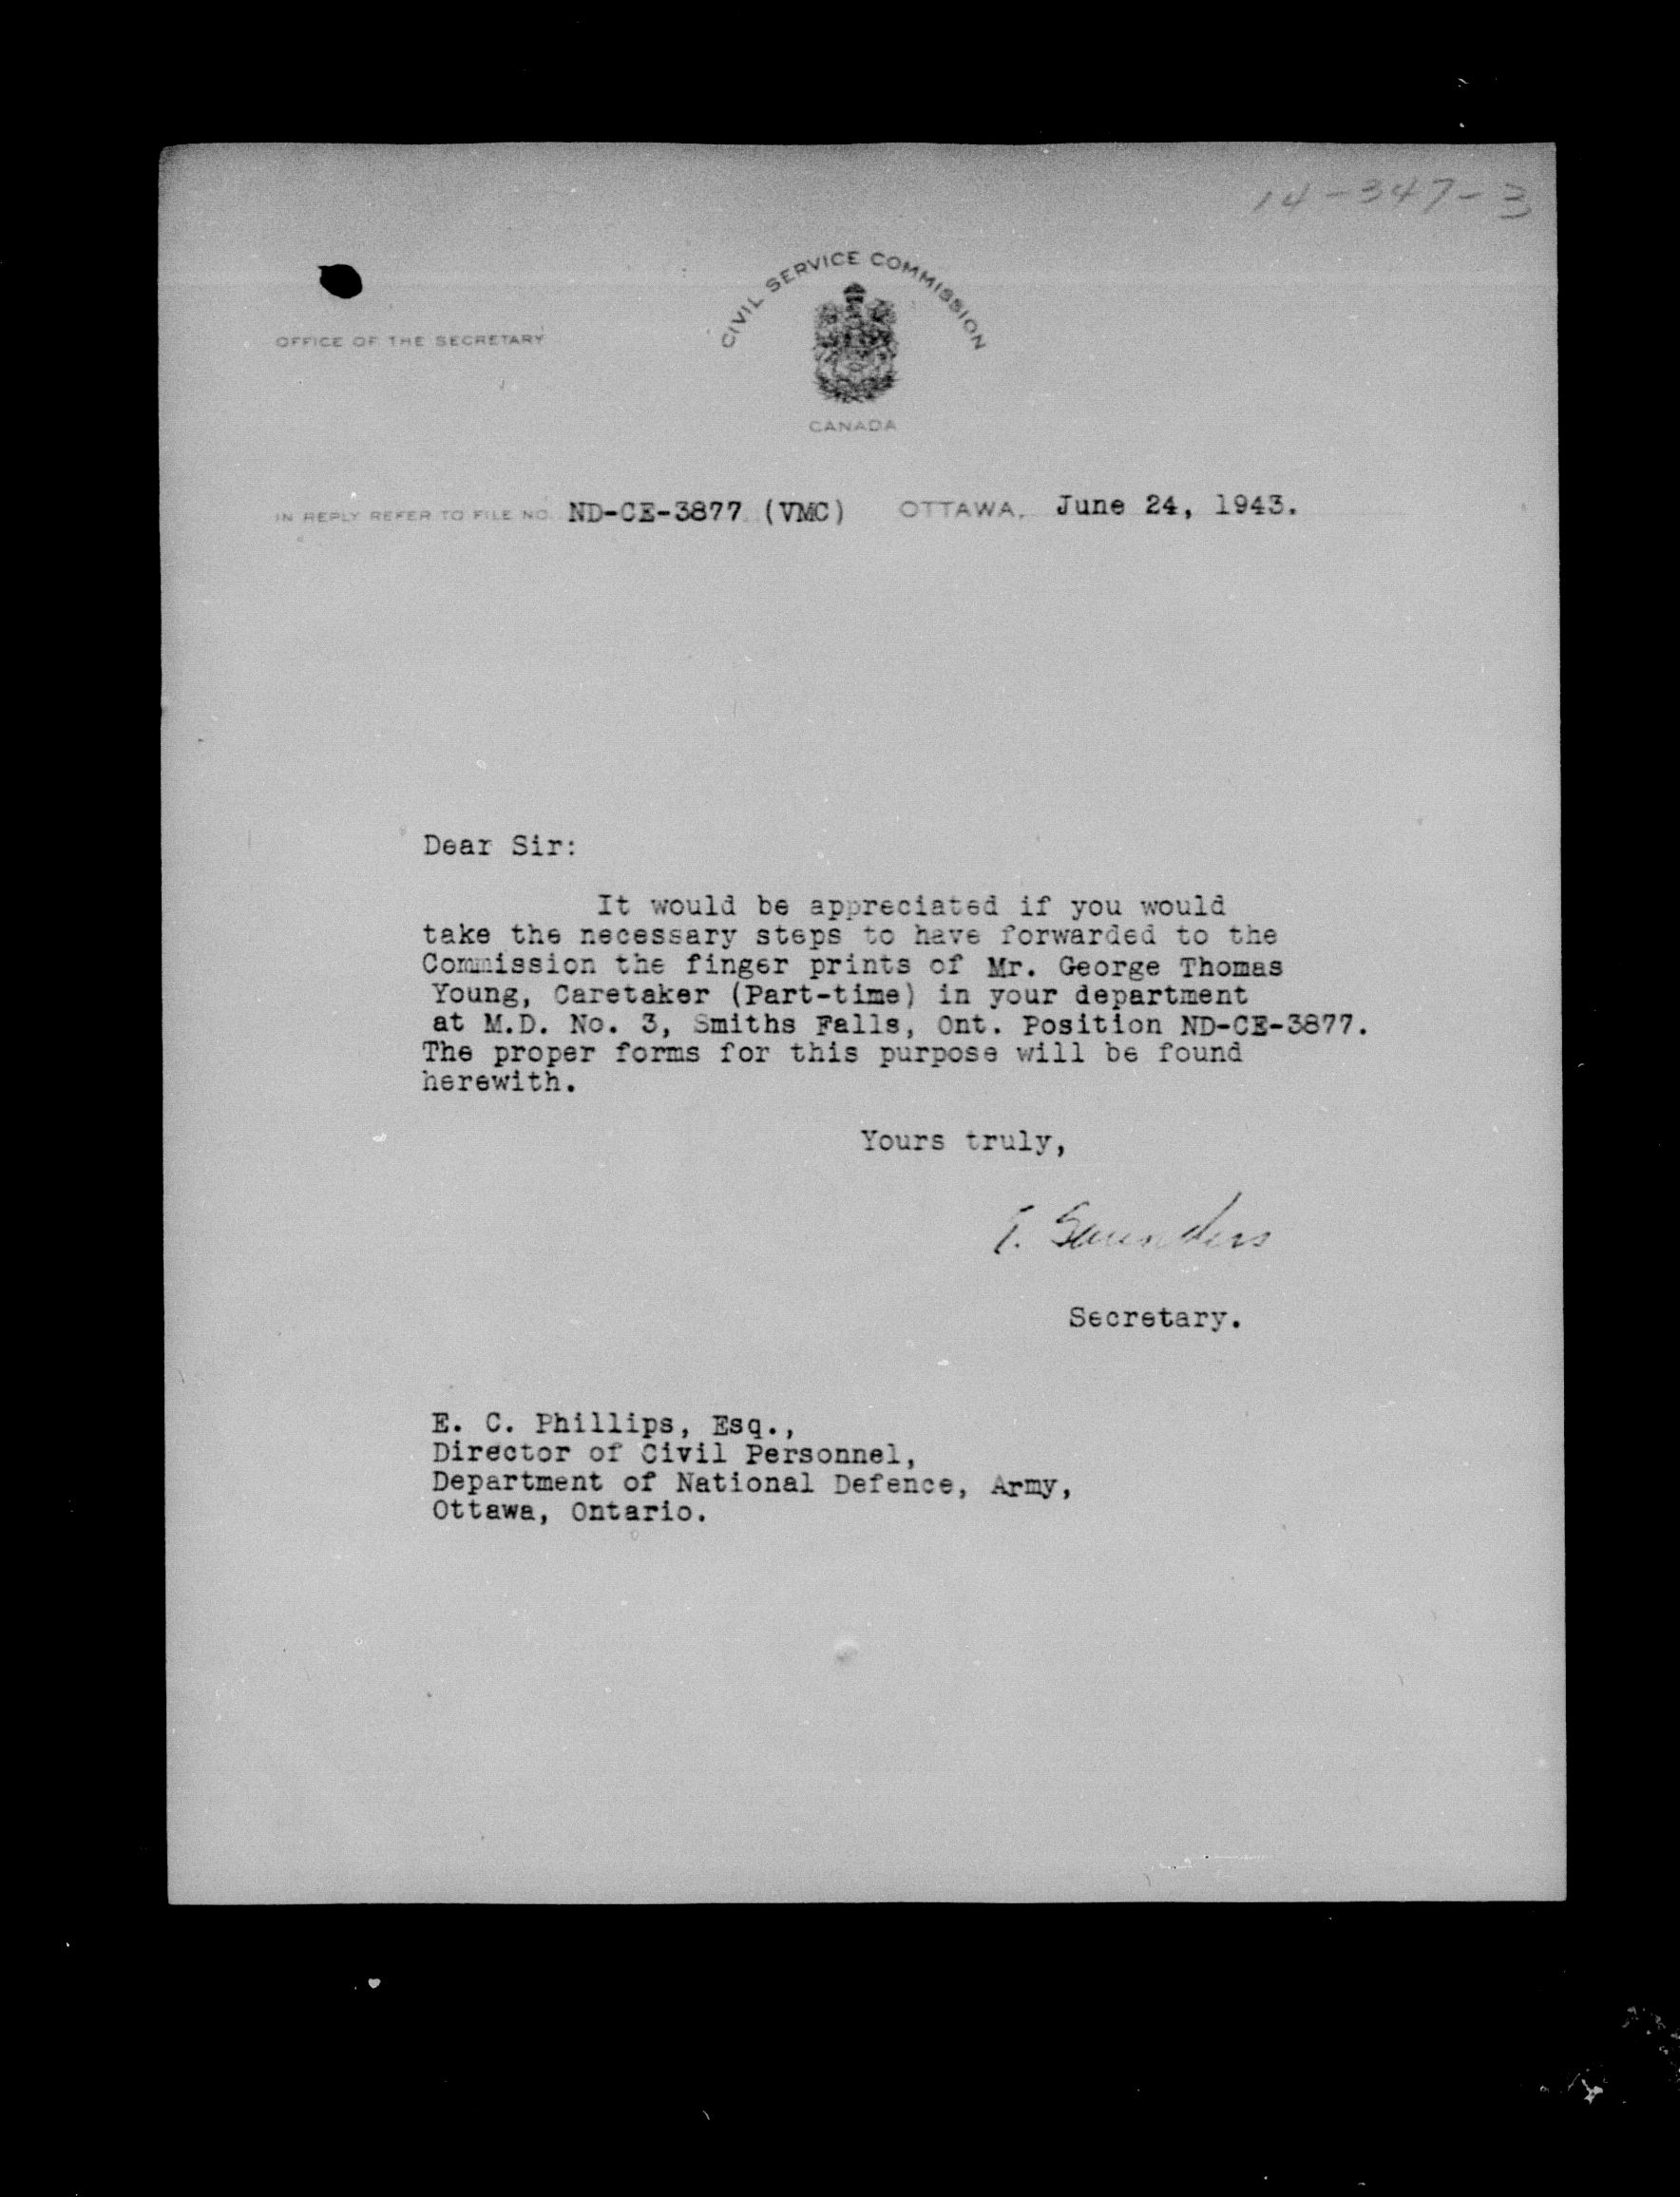 14-347-3
CIVIL SERVICE COMMISSION
OFFICE OF THE SECRETARY
CANADA
IN REPLY REFER TO FILE NO. ND-CE-3877 (VMC) OTTAWA, June 24, 1943.
Dear Sir:
It would be appreciated if you would
take the necessary steps to have forwarded to the
Commission the finger prints of Mr. George Thomas
Young, Caretaker (Part-time) in your department
at M.D. No. 3, Smiths Falls, Ont. Position ND-CE-3877.
The proper forms for this purpose will be found
herewith.
Yours truly,
Saunders
Secretary.
E. C. Phillips, Esq.,
Director of Civil Personnel,
Department of National Defence, Army,
Ottawa, Ontario.